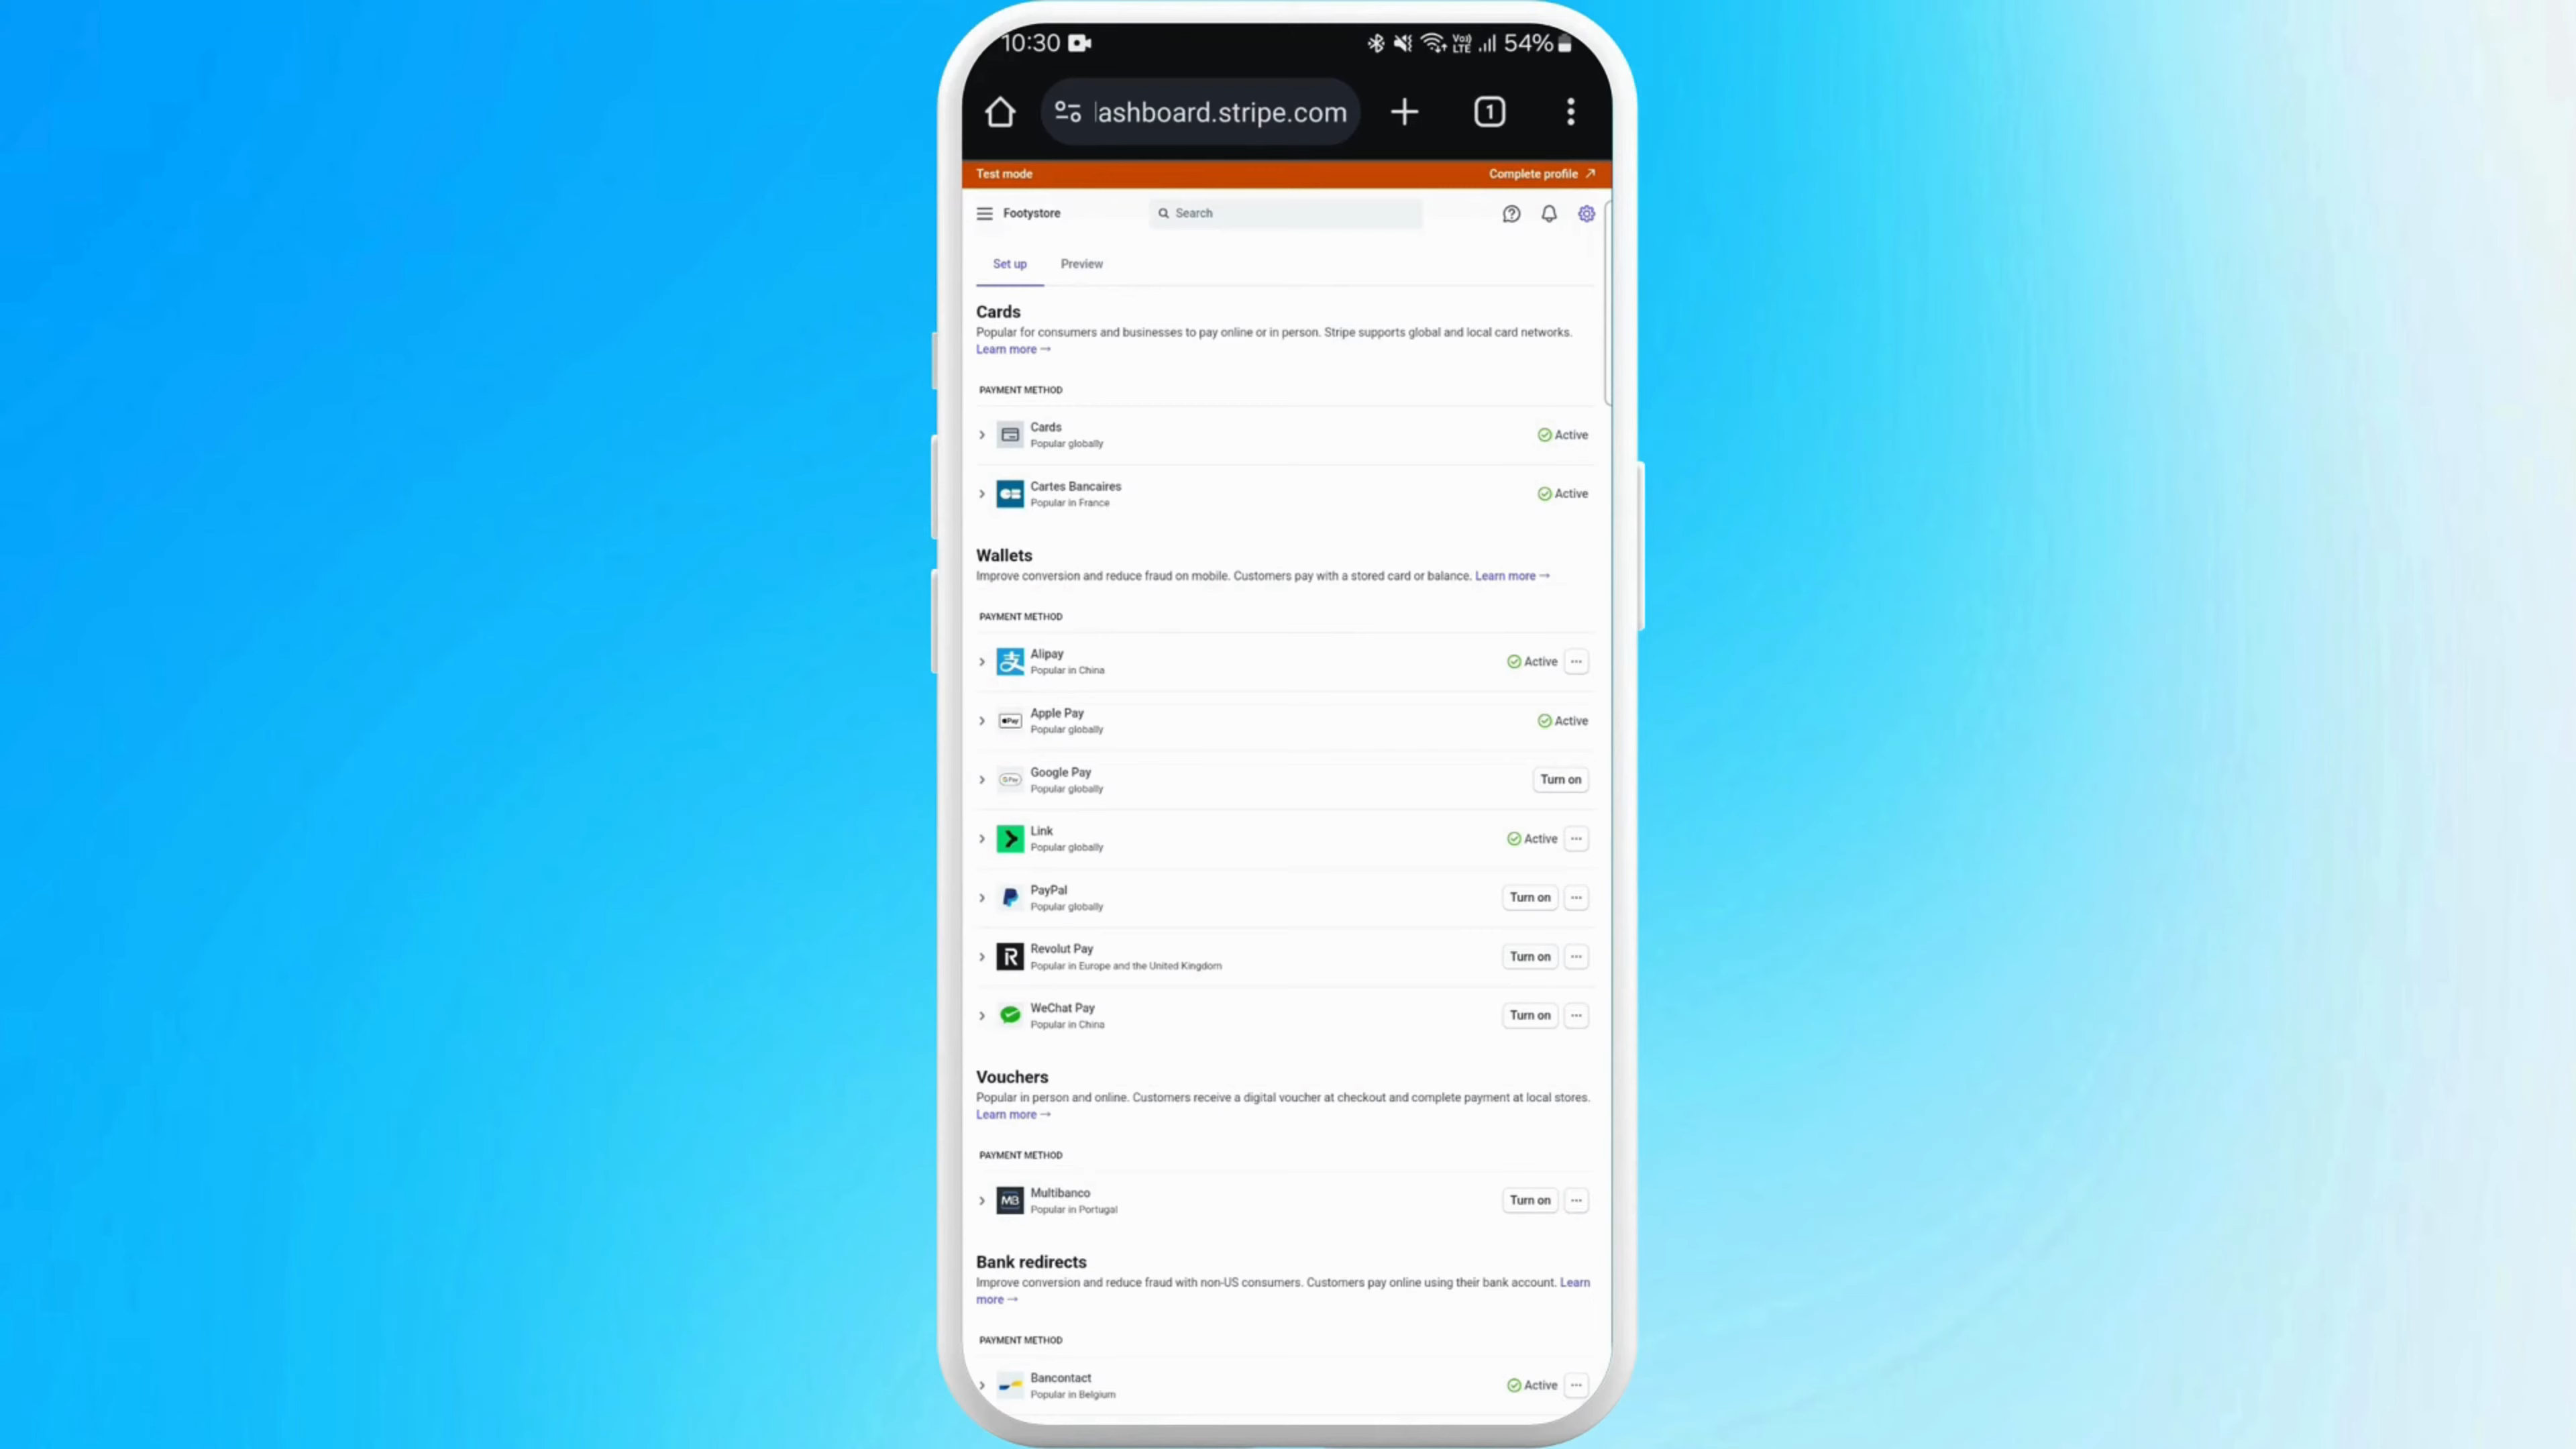 10:30
Vo)) LTE 54%
dashboard.stripe.com
1
Test mode
Complete profile
Footystore
Search
Set up
Preview
Cards
Popular for consumers and businesses to pay online or in person. Stripe supports global and local card networks.
Learn more →
PAYMENT METHOD
Cards
Popular globally
Active
Cartes Bancaires
Popular in France
Active
Wallets
Improve conversion and reduce fraud on mobile. Customers pay with a stored card or balance. Learn more →
PAYMENT METHOD
支
Alipay
Popular in China
Active
Pay
Apple Pay
Popular globally
Active
G Pay
Google Pay
Popular globally
Turn on
Link
Popular globally
Active
PayPal
Popular globally
Turn on
R
Revolut Pay
Popular in Europe and the United Kingdom
Turn on
WeChat Pay
Popular in China
Turn on
Vouchers
Popular in person and online. Customers receive a digital voucher at checkout and complete payment at local stores.
Learn more →
PAYMENT METHOD
MB
Multibanco
Popular in Portugal
Turn on
Bank redirects
Improve conversion and reduce fraud with non-US consumers. Customers pay online using their bank account. Learn
more →
PAYMENT METHOD
Bancontact
Popular in Belgium
Active